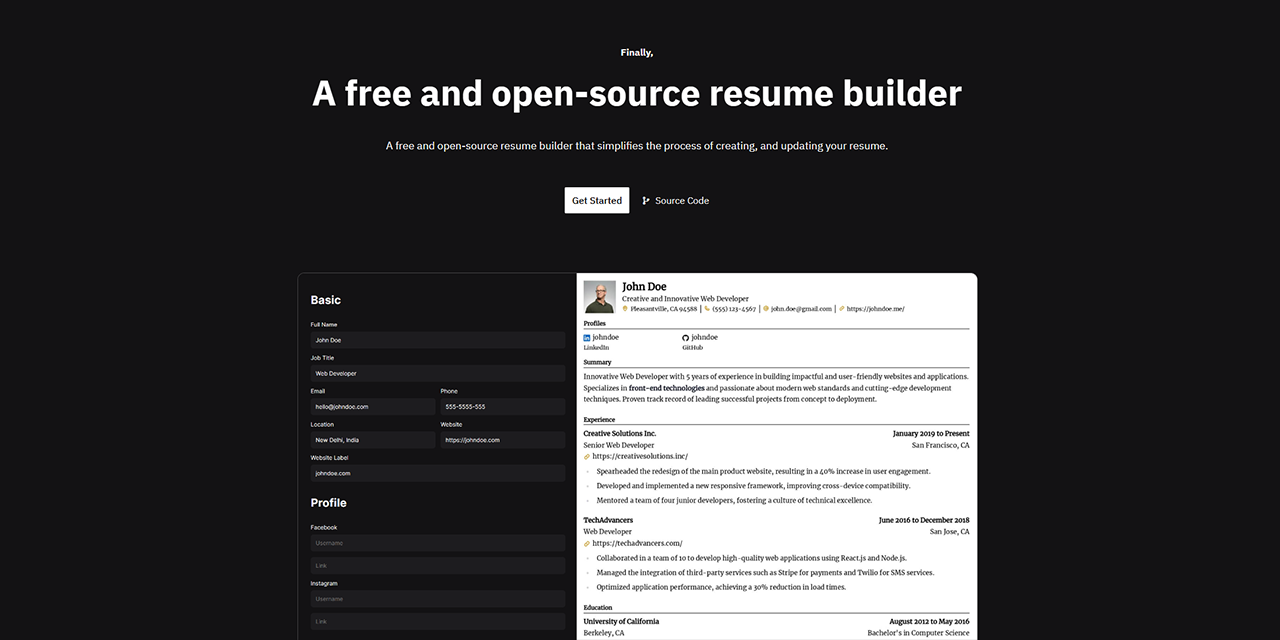 Finally,
A free and open-source resume builder
A free and open-source resume builder that simplifies the process of creating, and updating your resume.
Get Started
Source Code
Basic
Full Name
John Doe
Job Title
Web Developer
Email
Phone
hello@johndoe.com
555-5555-555
Location
Website
New Delhi, India
https://johndoe.com
Website Label
johndoe.com
Profile
Facebook
Username
Link
Instagram
Username
Link
John Doe
Creative and Innovative Web Developer
Pleasantville, CA 94588 | (555) 123-4567 | john.doe@gmail.com | https://johndoe.me/
Profiles
johndoe
johndoe
LinkedIn
GitHub
Summary
Innovative Web Developer with 5 years of experience in building impactful and user-friendly websites and applications.
Specializes in front-end technologies and passionate about modern web standards and cutting-edge development
techniques. Proven track record of leading successful projects from concept to deployment.
Experience
Creative Solutions Inc.
January 2019 to Present
Senior Web Developer
San Francisco, CA
https://creativesolutions.inc/
Spearheaded the redesign of the main product website, resulting in a 40% increase in user engagement.
Developed and implemented a new responsive framework, improving cross-device compatibility.
Mentored a team of four junior developers, fostering a culture of technical excellence.
TechAdvancers
June 2016 to December 2018
Web Developer
San Jose, CA
https://techadvancers.com/
Collaborated in a team of 10 to develop high-quality web applications using React.js and Node.js.
Managed the integration of third-party services such as Stripe for payments and Twilio for SMS services.
Optimized application performance, achieving a 30% reduction in load times.
Education
University of California
August 2012 to May 2016
Berkeley, CA
Bachelor's in Computer Science